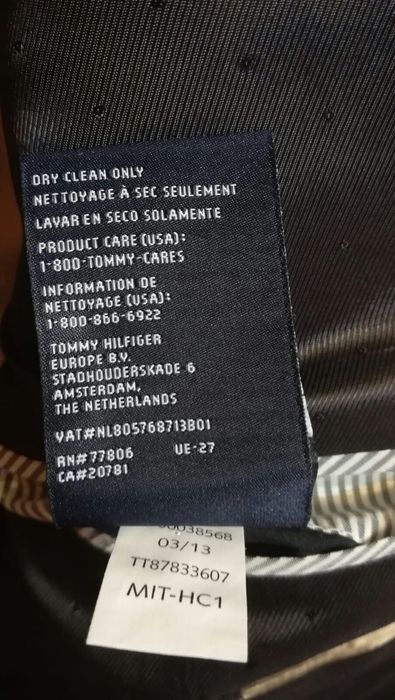 DRY CLEAN ONLY
NETTOYAGE À SEC SEULEMENT
LAVAR EN SECO SOLAMENTE
PRODUCT CARE (USA):
1-800-TOMMY-CARES
INFORMATION DE
NETTOYAGE (USA):
1-800-866-6922
TOMMY HILFIGER
EUROPE B.V.
STADHOUDERSKADE 6
AMSTERDAM,
THE NETHERLANDS
VAT#NL805768713B01
RN#77806 UE-27
CA#20781
03/13
TT87833607
MIT-HC1